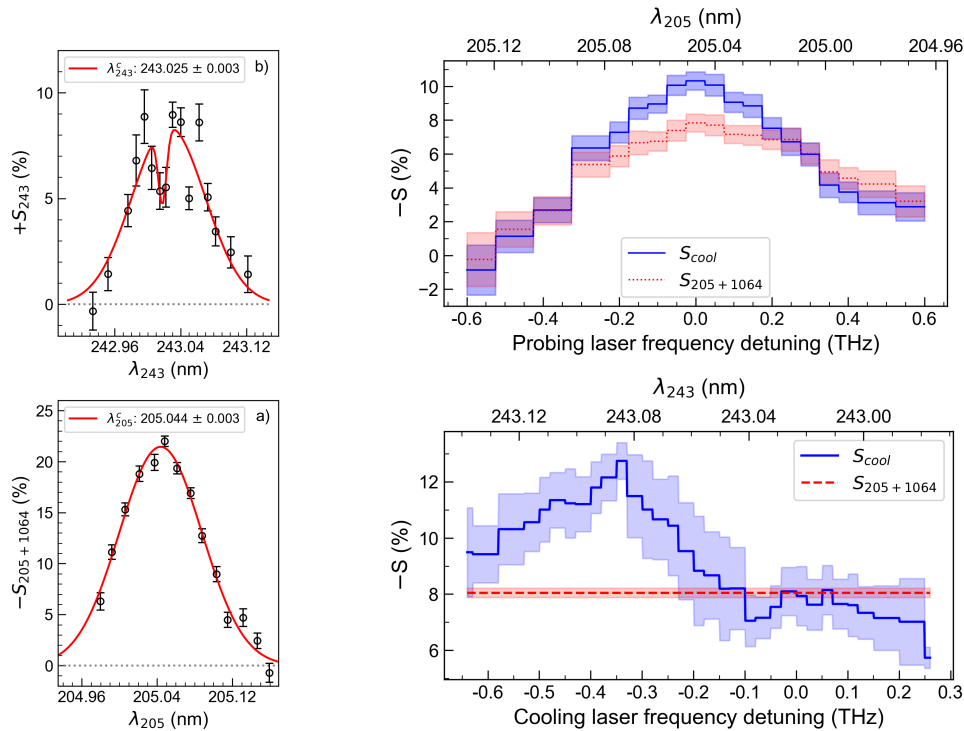 λ^c_243: 243.025 ± 0.003
b)
10
5
0
+S_243 (%)
242.96 243.04 243.12
λ_243 (nm)
λ_205 (nm)
205.12 205.08 205.04 205.00 204.96
10
8
6
4
2
0
−2
−S (%)
S_cool
S_205+1064
-0.6 -0.4 -0.2 0.0 0.2 0.4 0.6
Probing laser frequency detuning (THz)
λ^c_205: 205.044 ± 0.003
a)
25
20
15
10
5
0
−S_205+1064 (%)
204.96 205.04 205.12
λ_205 (nm)
λ_243 (nm)
243.12 243.08 243.04 243.00
12
10
8
6
−S (%)
S_cool
S_205+1064
-0.6 -0.5 -0.4 -0.3 -0.2 -0.1 0.0 0.1 0.2 0.3
Cooling laser frequency detuning (THz)